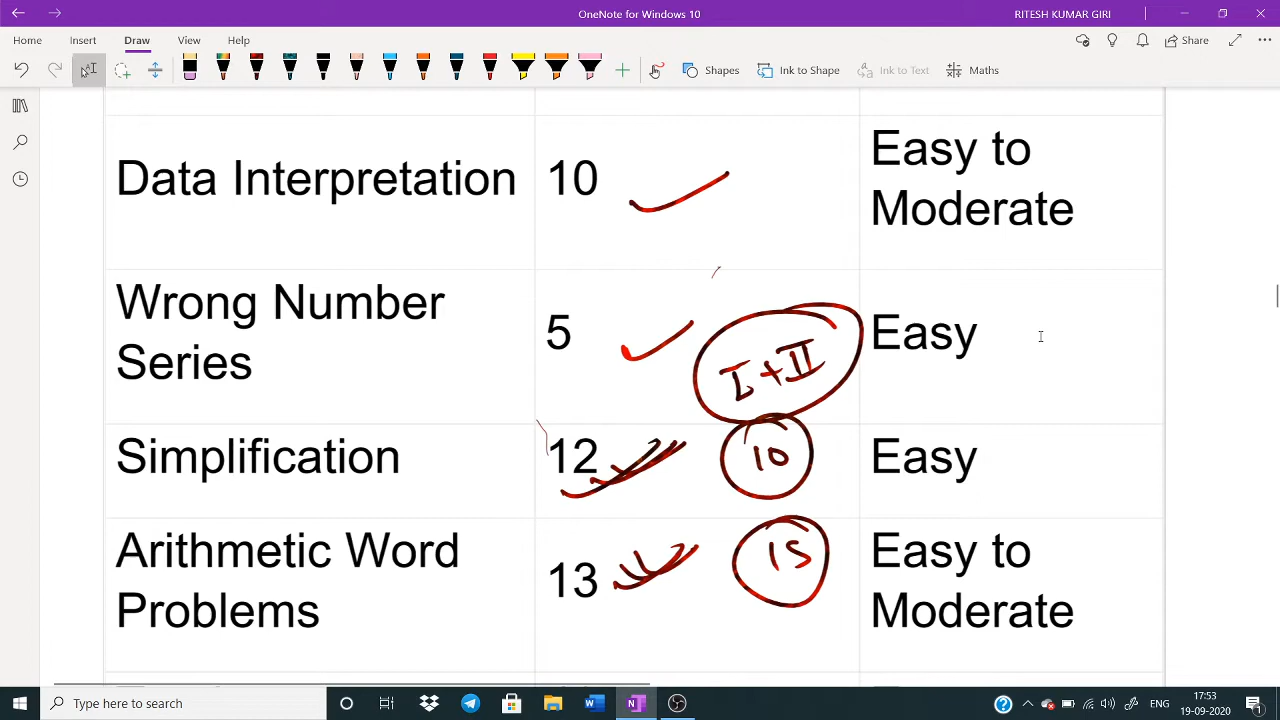 OneNote for Windows 10
RITESH KUMAR GIRI
Home Insert Draw View Help
Share
Shapes Ink to Shape Ink to Text Maths
Data Interpretation 10 Easy to
Moderate
Wrong Number
Series 5 Easy
I + II
Simplification 12 10 Easy
Arithmetic Word
Problems 13 15 Easy to
Moderate
Type here to search
ENG
17:53
19-09-2020